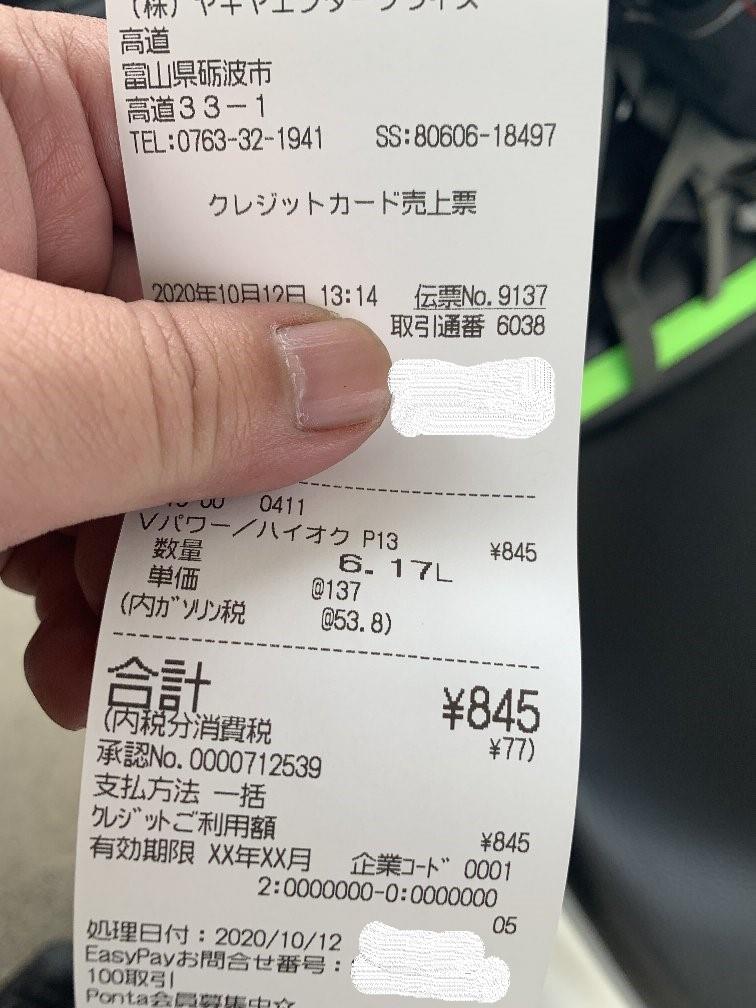 高道
富山県砺波市
高道33-1
TEL:0763-32-1941 SS:80606-18497
クレジットカード売上票
2020年10月12日 13:14 伝票No.9137
取引通番 6038
0411
Vパワー/ハイオク P13 ¥845
数量 6.17L
単価 @137
(内ガソリン税 @53.8)
合計 ¥845
(内税分消費税 ¥77)
承認No.0000712539
支払方法 一括
クレジットご利用額 ¥845
有効期限 XX年XX月 企業コード 0001
2:0000000-0:0000000
05
処理日付:2020/10/12
EasyPayお問合せ番号:
100取引
Ponta会員募集中☆